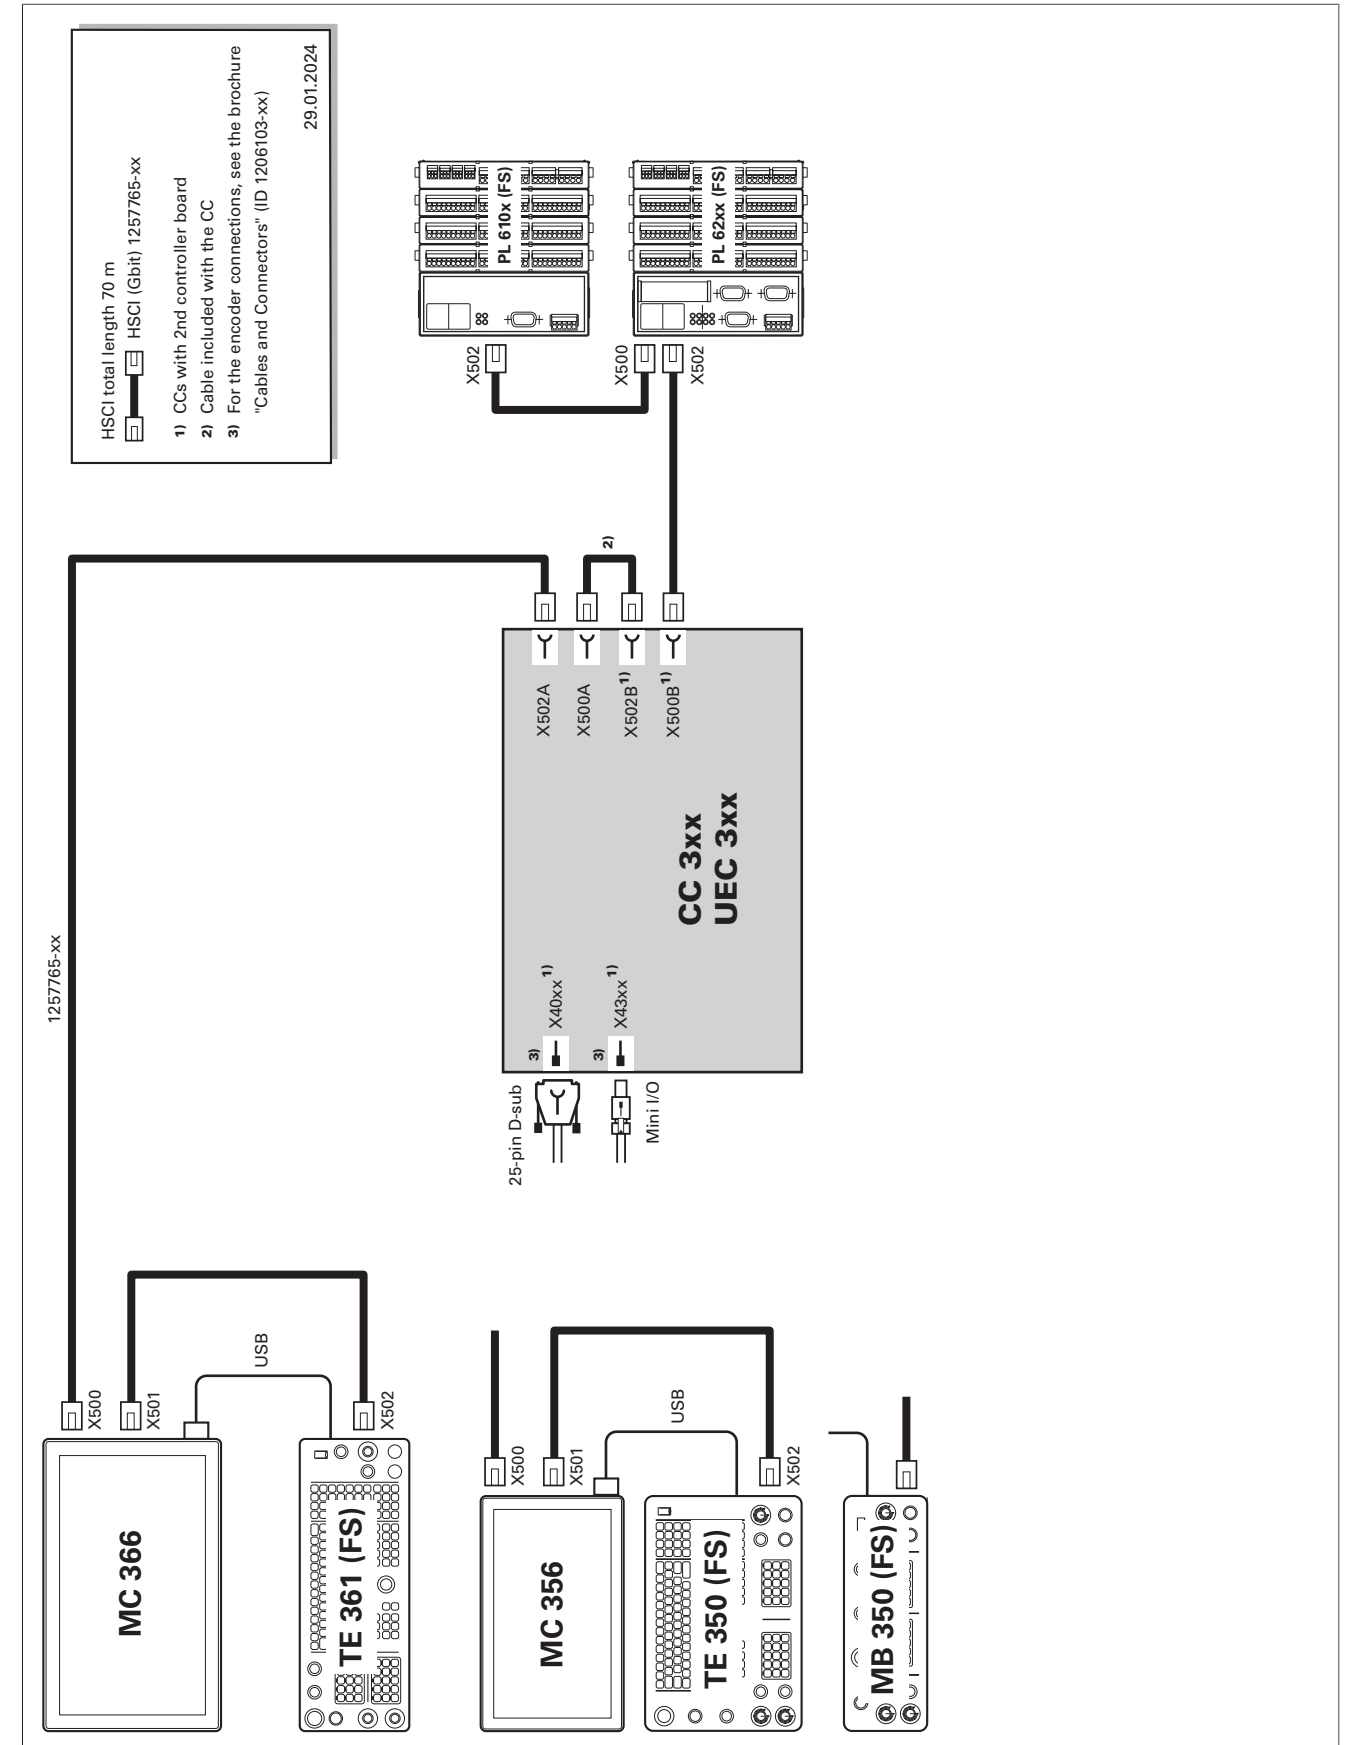 HSCI total length 70 m
HSCI (Gbit) 1257765-xx
1) CCs with 2nd controller board
2) Cable included with the CC
3) For the encoder connections, see the brochure
"Cables and Connectors" (ID 1206103-xx)
29.01.2024
1257765-xx
MC 366
X500
X501
USB
TE 361 (FS)
X502
MC 356
X500
X501
USB
TE 350 (FS)
X502
MB 350 (FS)
25-pin D-sub
3)
X40xx 1)
Mini I/O
3)
X43xx 1)
CC 3xx
UEC 3xx
X502A
X500A
X502B 1)
X500B 1)
2)
X502
PL 610x (FS)
X500
X502
PL 62xx (FS)